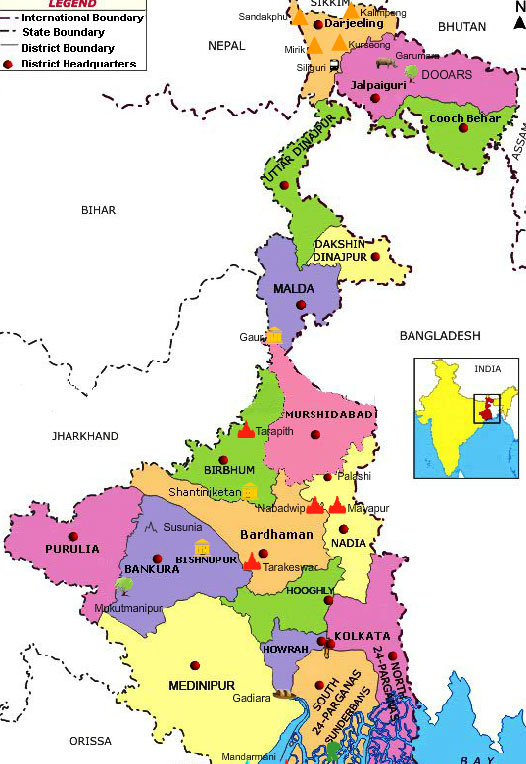 LEGEND
International Boundary
State Boundary
District Boundary
District Headquarters
SIKKIM
N
Sandakphu
Kalimpong
Darjeeling
BHUTAN
NEPAL
Mirik
Kurseong
Siliguri
Garumara
DOOARS
Jalpaiguri
Cooch Behar
ASSAM
UTTAR DINAJPUR
BIHAR
DAKSHIN
DINAJPUR
MALDA
Gaur
BANGLADESH
INDIA
MURSHIDABAD
JHARKHAND
Tarapith
BIRBHUM
Palashi
Shantiniketan
Nabadwip
Mayapur
Susunia
Bardhaman
NADIA
PURULIA
BISHNUPUR
BANKURA
Tarakeswar
HOOGHLY
Mukutmanipur
KOLKATA
HOWRAH
NORTH
24-PARGANAS
MEDINIPUR
SOUTH
24-PARGANAS
SUNDERBANS
Gadiara
ORISSA
Mandarmani
BAY